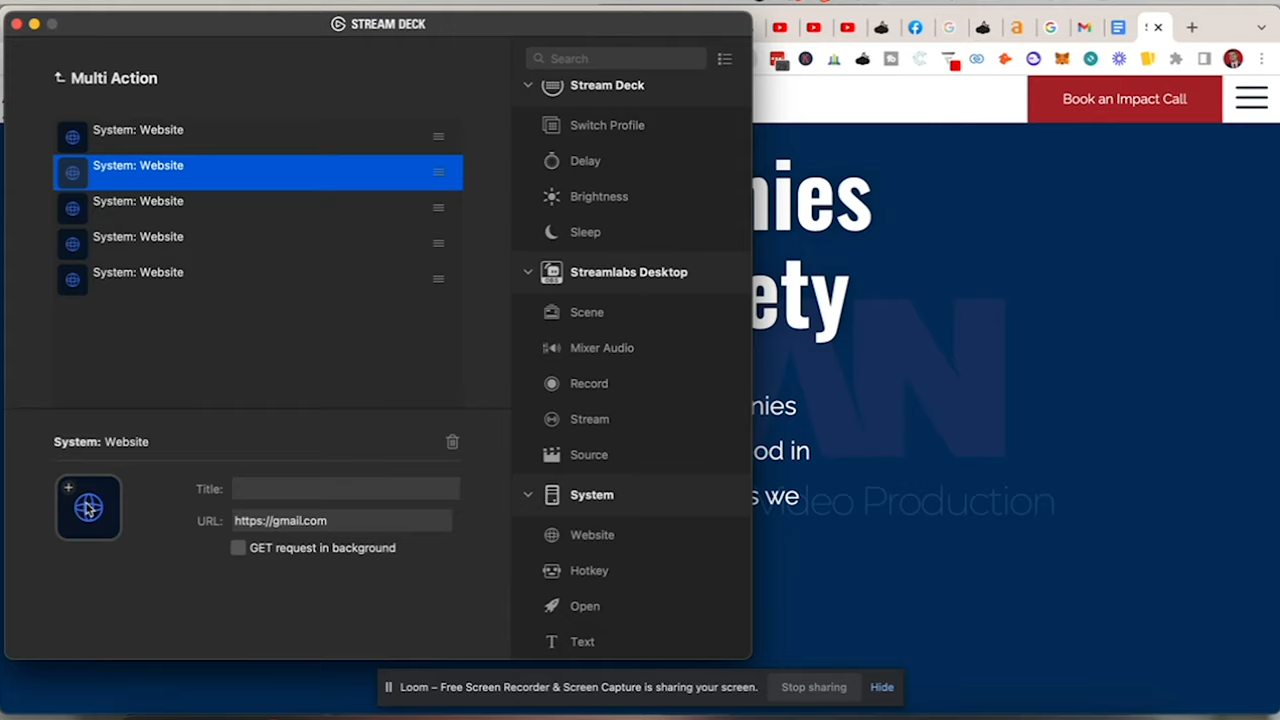 STREAM DECK
Multi Action
System: Website
System: Website
System: Website
System: Website
System: Website
System: Website
Title:
URL:
https://gmail.com
GET request in background
Search
Stream Deck
Switch Profile
Delay
Brightness
Sleep
Streamlabs Desktop
Scene
Mixer Audio
Record
Stream
Source
System
Website
Hotkey
Open
Text
Book an Impact Call
nies
ety
AN
nies
od in
s we
Video Production
Loom – Free Screen Recorder & Screen Capture is sharing your screen.
Stop sharing
Hide